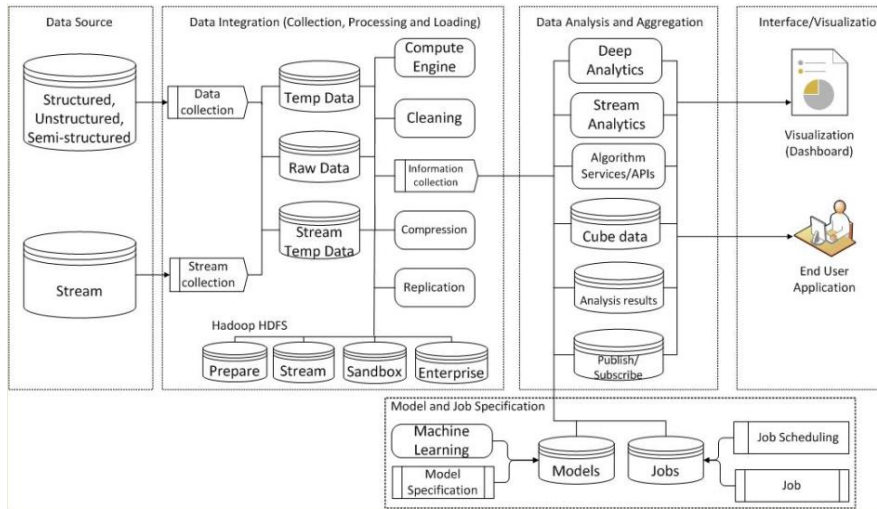 Data Source
Structured,
Unstructured,
Semi-structured
Stream
Data Integration (Collection, Processing and Loading)
Data
collection
Stream
collection
Temp Data
Raw Data
Stream
Temp Data
Compute
Engine
Cleaning
Information
collection
Compression
Replication
Hadoop HDFS
Prepare
Stream
Sandbox
Enterprise
Data Analysis and Aggregation
Deep
Analytics
Stream
Analytics
Algorithm
Services/APIs
Cube data
Analysis results
Publish/
Subscribe
Interface/Visualization
Visualization
(Dashboard)
End User
Application
Model and Job Specification
Machine
Learning
Model
Specification
Models
Jobs
Job Scheduling
Job